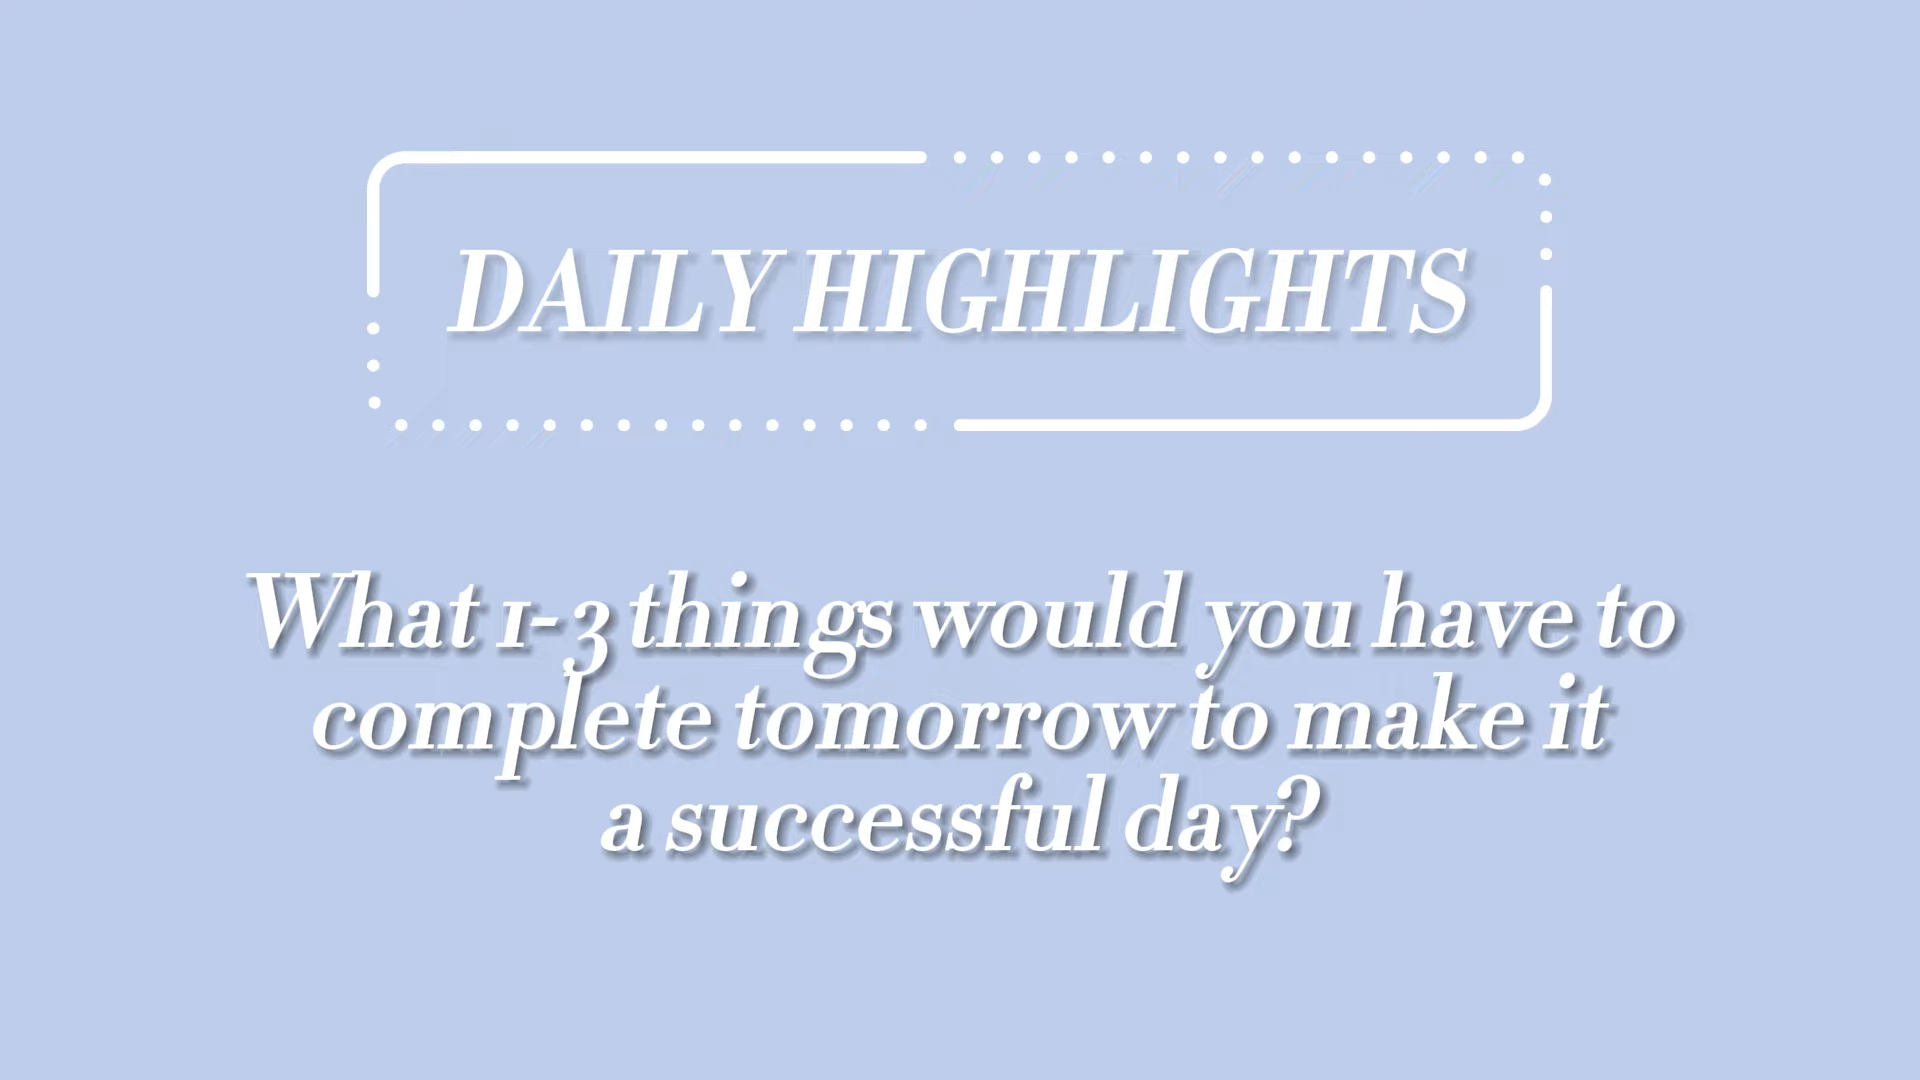 DAILY HIGHLIGHTS
What 1-3 things would you have to
complete tomorrow to make it
a successful day?